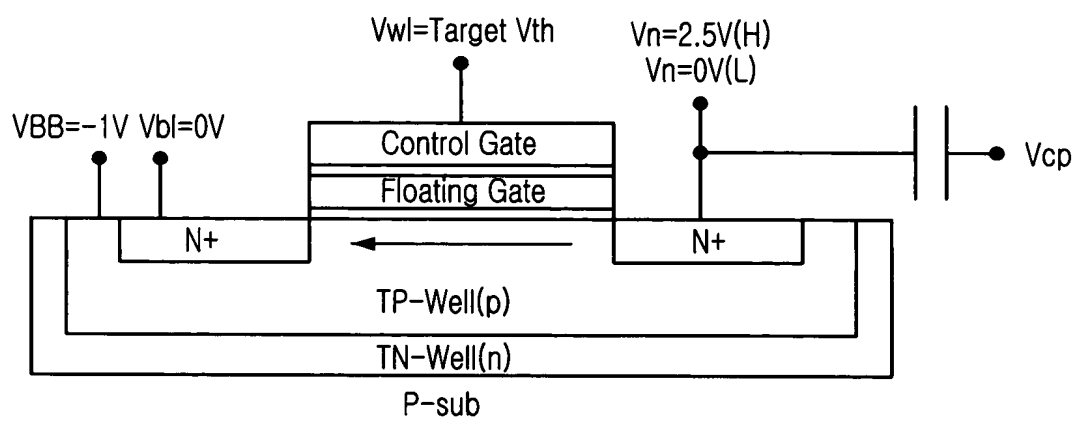 Vwl=Target Vth
Vn=2.5V(H)
Vn=0V(L)
VBB=-1V Vbl=0V
Control Gate
Vcp
Floating Gate
N+
N+
TP-Well(p)
TN-Well(n)
P-sub